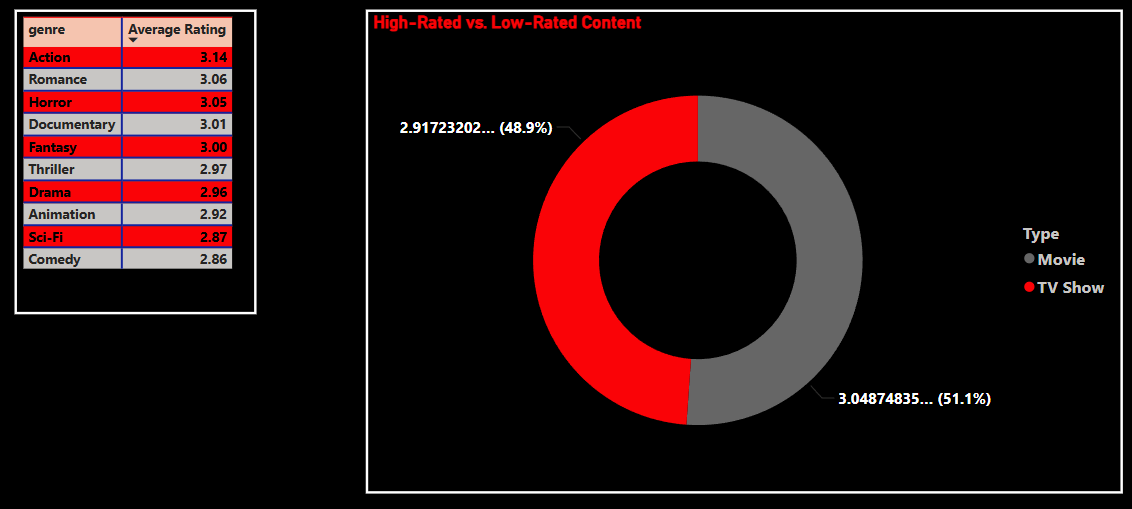 genre Average Rating
Action 3.14
Romance 3.06
Horror 3.05
Documentary 3.01
Fantasy 3.00
Thriller 2.97
Drama 2.96
Animation 2.92
Sci-Fi 2.87
Comedy 2.86
High-Rated vs. Low-Rated Content
2.91723202... (48.9%)
3.04874835... (51.1%)
Type
Movie
TV Show